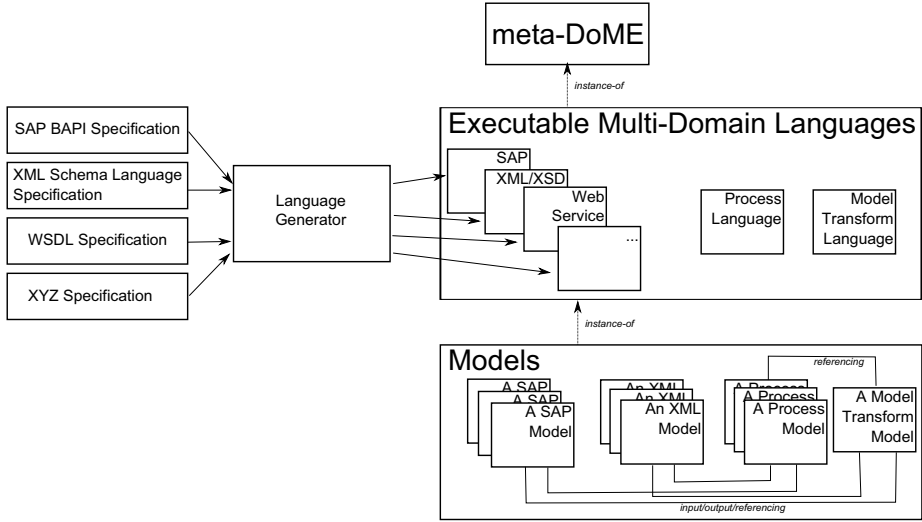 meta-DoME
instance-of
Executable Multi-Domain Languages
SAP BAPI Specification
XML Schema Language
Specification
WSDL Specification
XYZ Specification
Language
Generator
SAP
XML/XSD
Web
Service
...
Process
Language
Model
Transform
Language
instance-of
Models
referencing
A SAP
A SAP
A SAP
Model
An XML
An XML
An XML
Model
A Process
A Process
A Process
Model
A Model
Transform
Model
input/output/referencing